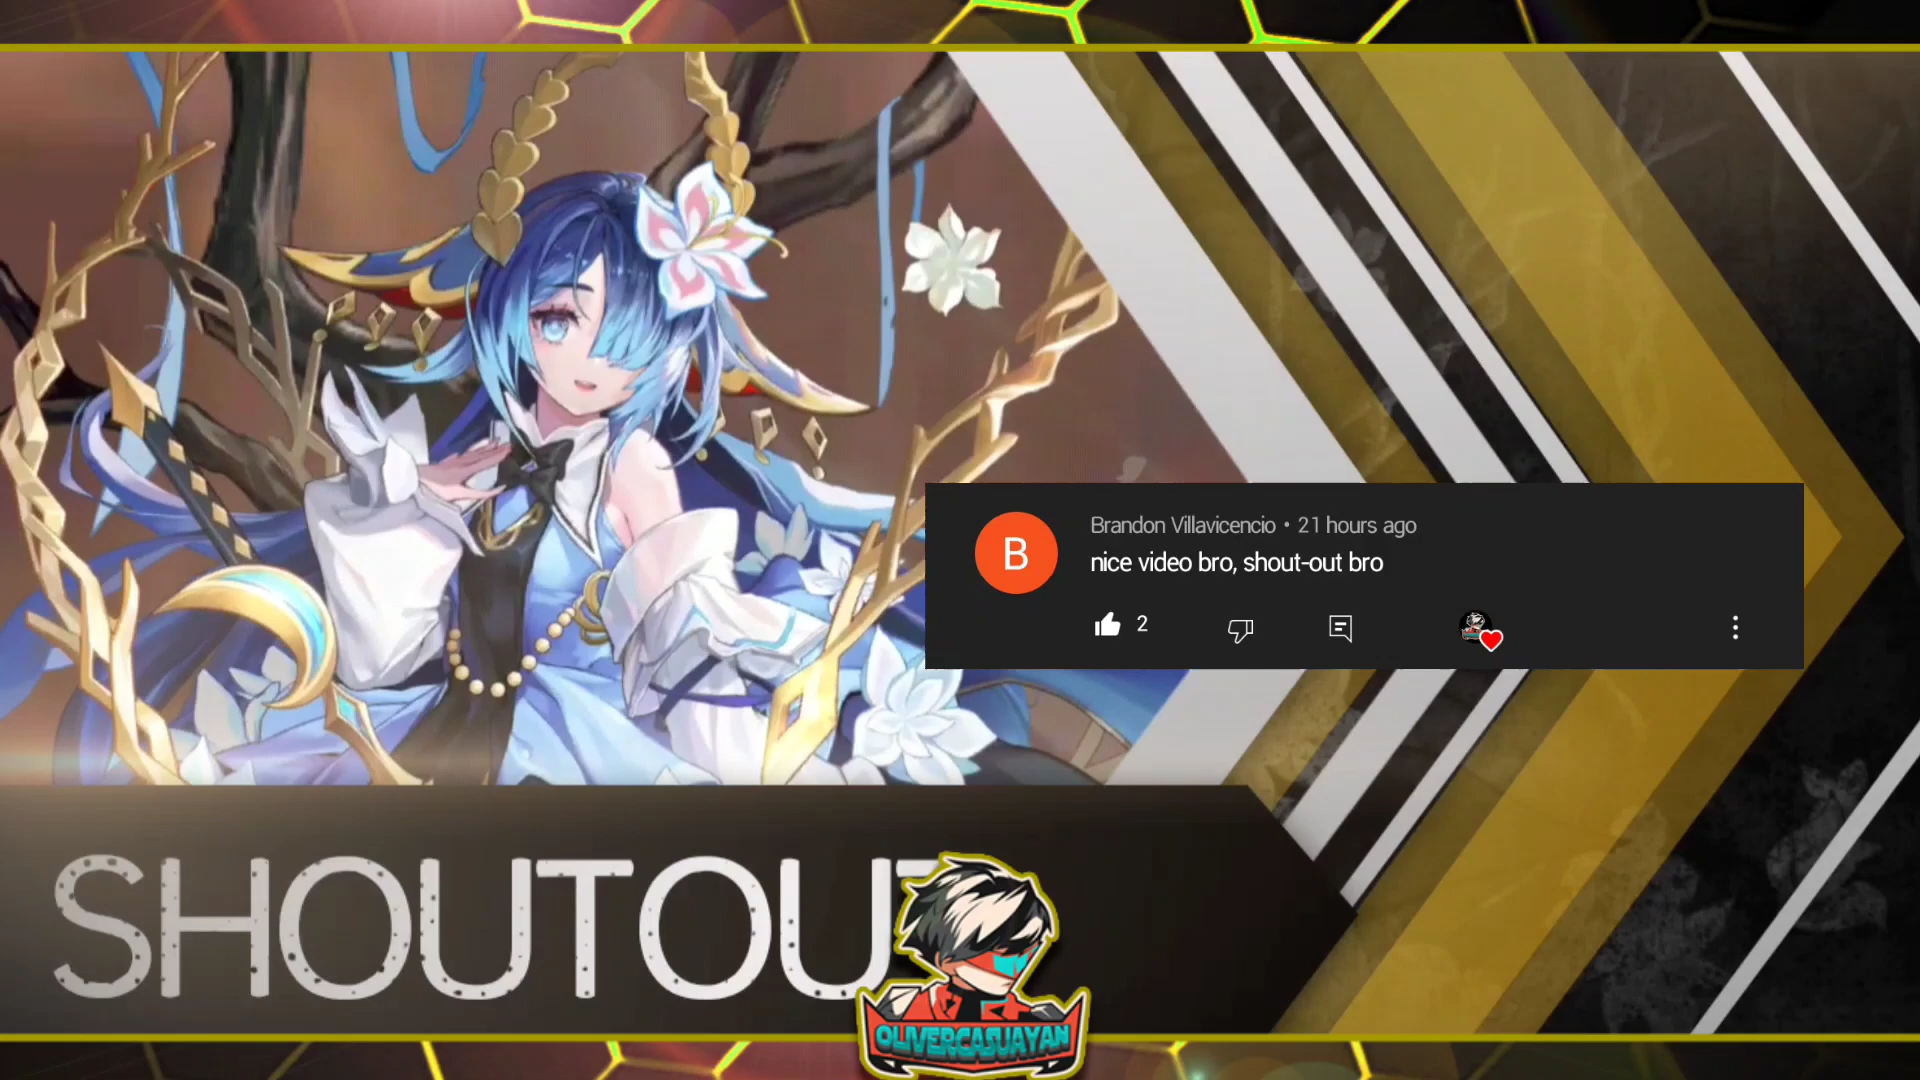 Brandon Villavicencio • 21 hours ago
B
nice video bro, shout-out bro
2
SHOUTOUT
OLIVERCASUAYAN